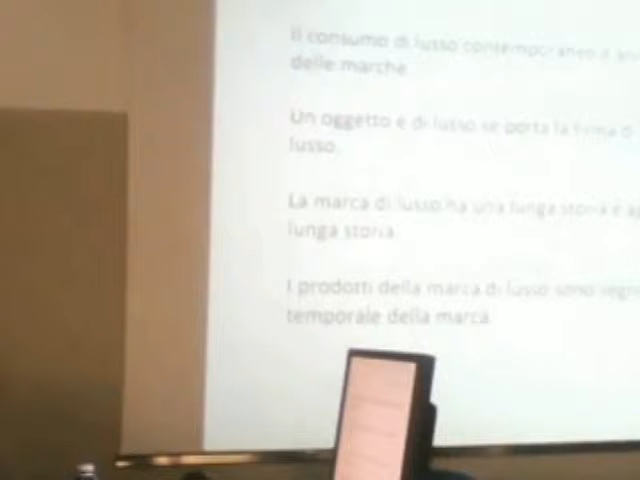 Il consumo di lusso contemporaneo è
delle marche
Un oggetto è di lusso se porta la firma di
lusso.
La marca di lusso ha una lunga storia e
lunga storia
I prodotti della marca di lusso sono
temporale della marca